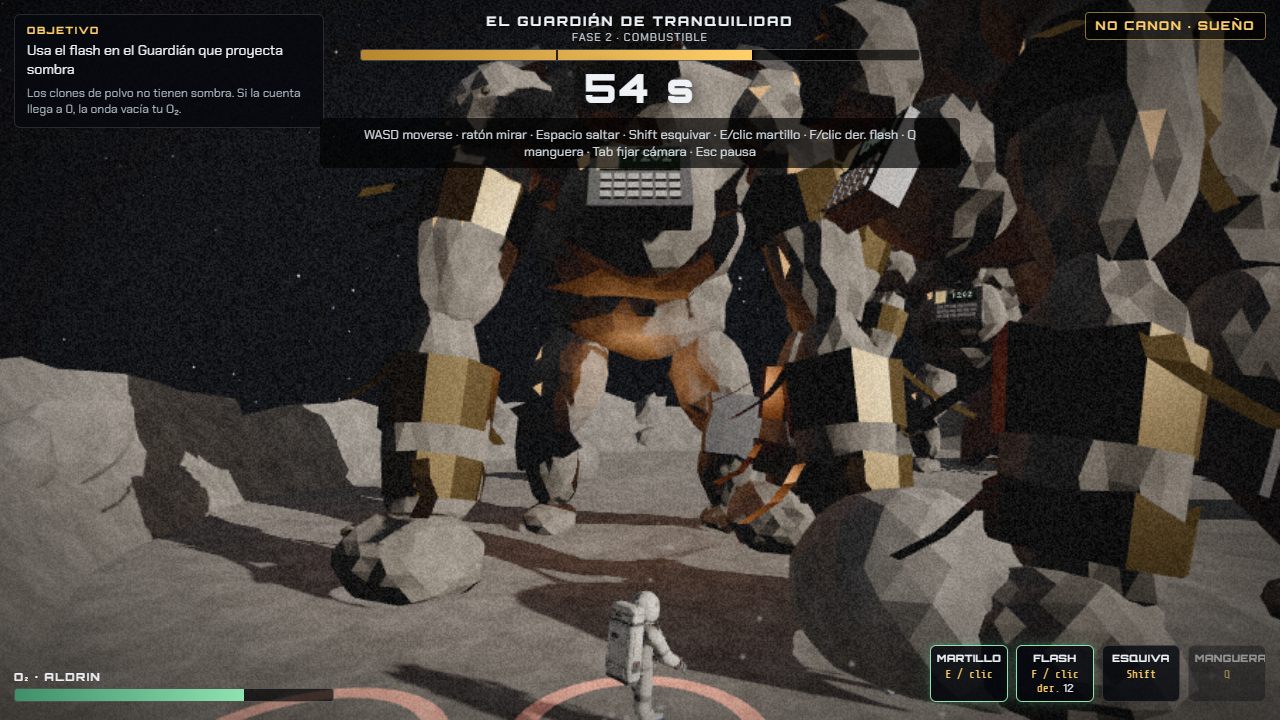 OBJETIVO
Usa el flash en el Guardián que proyecta
sombra
Los clones de polvo no tienen sombra. Si la cuenta
llega a 0, la onda vacía tu O₂.
EL GUARDIÁN DE TRANQUILIDAD
FASE 2 · COMBUSTIBLE
54 s
WASD moverse · ratón mirar · Espacio saltar · Shift esquivar · E/clic martillo · F/clic der. flash · Q
manguera · Tab fijar cámara · Esc pausa
NO CANON · SUEÑO
1202
1202
O₂ · ALDRIN
MARTILLO
E / clic
FLASH
F / clic
der. 12
ESQUIVA
Shift
MANGUERA
Q